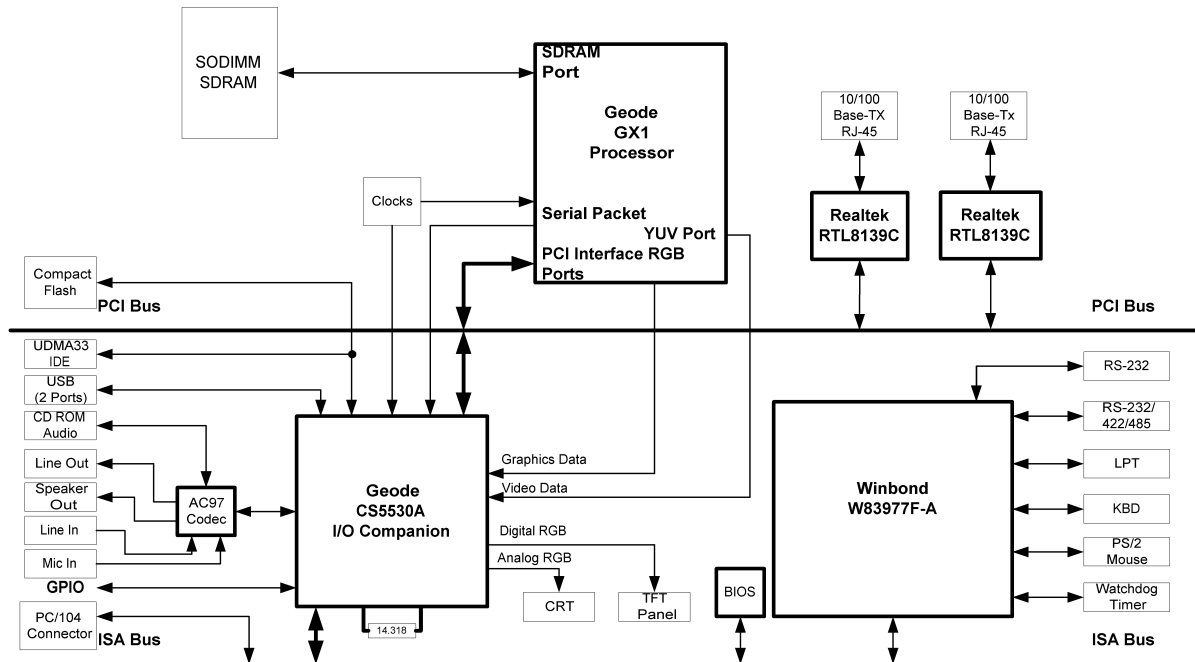 SODIMM
SDRAM
SDRAM
Port
Geode
GX1
Processor
10/100
Base-TX
RJ-45
10/100
Base-Tx
RJ-45
Clocks
Serial Packet
YUV Port
PCI Interface RGB
Ports
Realtek
RTL8139C
Realtek
RTL8139C
Compact
Flash
PCI Bus
PCI Bus
UDMA33
IDE
USB
(2 Ports)
CD ROM
Audio
Line Out
Speaker
Out
Line In
Mic In
GPIO
PC/104
Connector
ISA Bus
AC97
Codec
Geode
CS5530A
I/O Companion
14.318
Graphics Data
Video Data
Digital RGB
Analog RGB
CRT
TFT
Panel
BIOS
Winbond
W83977F-A
RS-232
RS-232/
422/485
LPT
KBD
PS/2
Mouse
Watchdog
Timer
ISA Bus